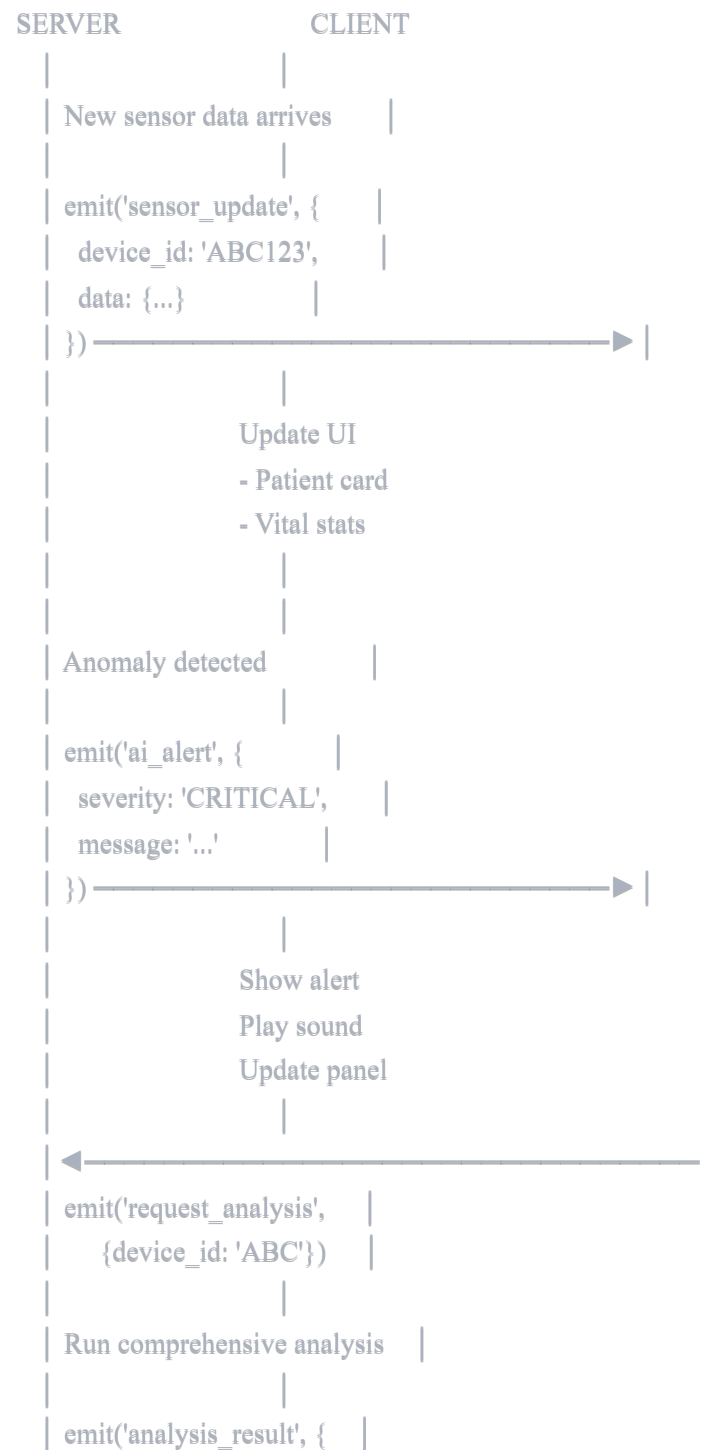 SERVER CLIENT
| |
| New sensor data arrives |
| |
| emit('sensor_update', { |
| device_id: 'ABC123', |
| data: {...} |
| }) ────────────────► |
| |
| Update UI
| - Patient card
| - Vital stats
| |
| |
| Anomaly detected |
| |
| emit('ai_alert', { |
| severity: 'CRITICAL', |
| message: '...' |
| }) ────────────────► |
| |
| Show alert
| Play sound
| Update panel
| |
| ◄────────────────
| emit('request_analysis', |
| {device_id: 'ABC'}) |
| |
| Run comprehensive analysis |
| |
| emit('analysis_result', { |